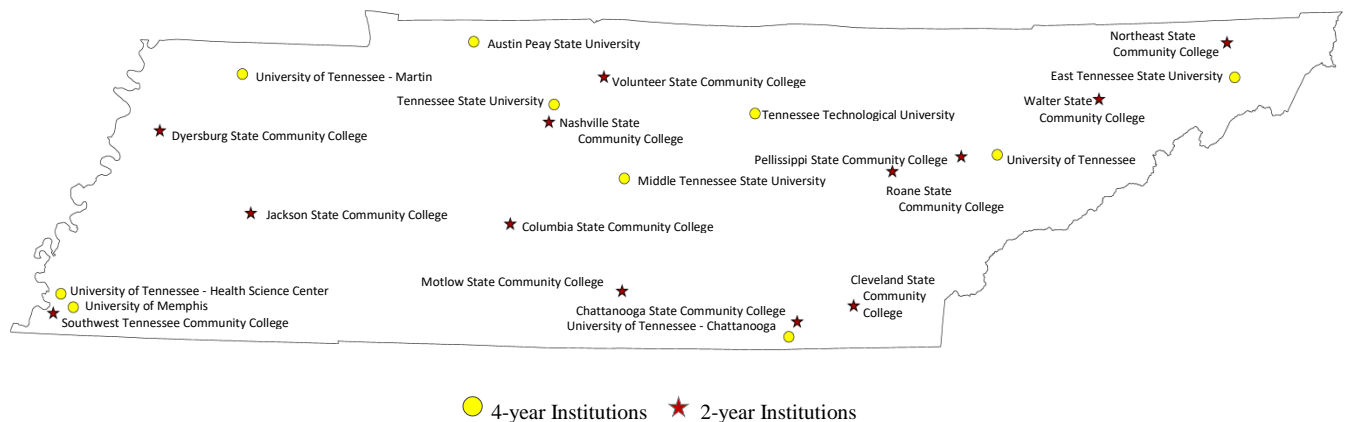 Northeast State
Community College
Austin Peay State University
University of Tennessee - Martin
Volunteer State Community College
East Tennessee State University
Tennessee State University
Walter State
Community College
Tennessee Technological University
Nashville State
Community College
Dyersburg State Community College
Pellissippi State Community College
University of Tennessee
Middle Tennessee State University
Roane State
Community College
Jackson State Community College
Columbia State Community College
Motlow State Community College
Cleveland State
Community
College
University of Tennessee - Health Science Center
University of Memphis
Southwest Tennessee Community College
Chattanooga State Community College
University of Tennessee - Chattanooga
4-year Institutions
2-year Institutions